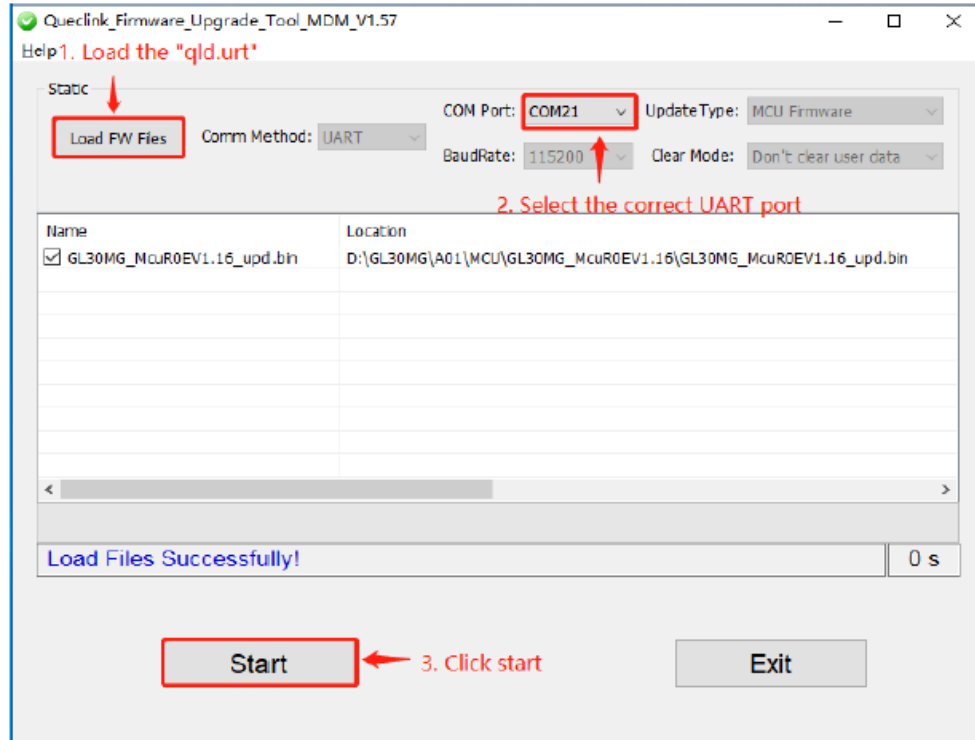 Queclink_Firmware_Upgrade_Tool_MDM_V1.57
Help 1. Load the "qld.urt"
Static
COM Port: COM21 UpdateType: MCU Firmware
Load FW Files Comm Method: UART
BaudRate: 115200 Clear Mode: Don't clear user data
2. Select the correct UART port
Name Location
GL30MG_McuR0EV1.16_upd.bin D:\GL30MG\A01\MCU\GL30MG_McuR0EV1.16\GL30MG_McuR0EV1.16_upd.bin
Load Files Successfully! 0 s
Start 3. Click start Exit